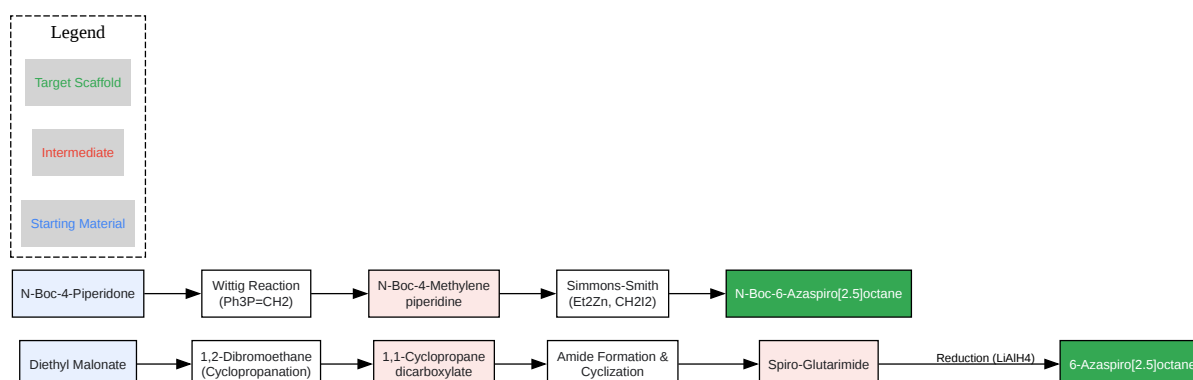 Legend
Target Scaffold
Intermediate
Starting Material
N-Boc-4-Piperidone
Wittig Reaction
(Ph3P=CH2)
N-Boc-4-Methylene
piperidine
Simmons-Smith
(Et2Zn, CH2I2)
N-Boc-6-Azaspiro[2.5]octane
Diethyl Malonate
1,2-Dibromoethane
(Cyclopropanation)
1,1-Cyclopropane
dicarboxylate
Amide Formation &
Cyclization
Spiro-Glutarimide
Reduction (LiAlH4)
6-Azaspiro[2.5]octane